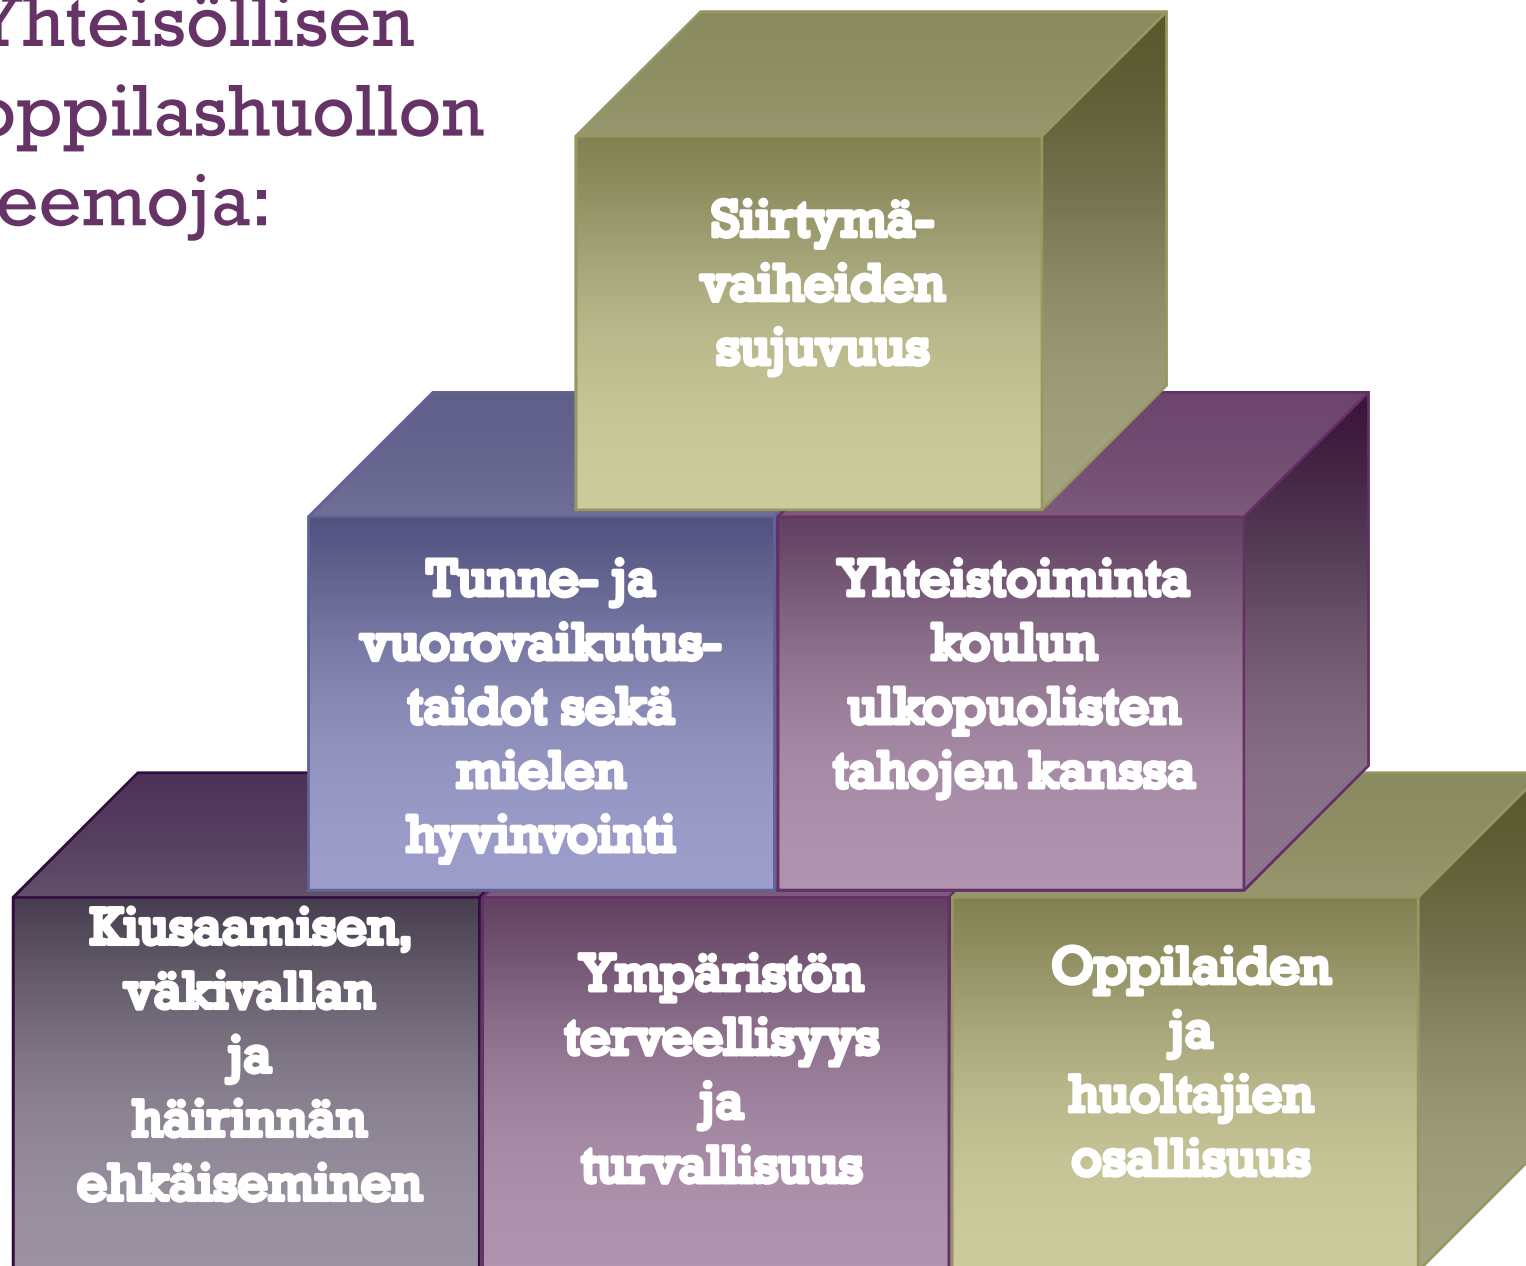 Yhteisöllisen
oppilashuollon
eemoja:
Siirtymä-
vaiheiden
sujuvuus
Tunne- ja
vuorovaikutus-
taidot sekä
mielen
hyvinvointi
Yhteistoiminta
koulun
ulkopuolisten
tahojen kanssa
Kiusaamisen,
väkivallan
ja
häirinnän
ehkäiseminen
Ympäristön
terveellisyys
ja
turvallisuus
Oppilaiden
ja
huoltajien
osallisuus